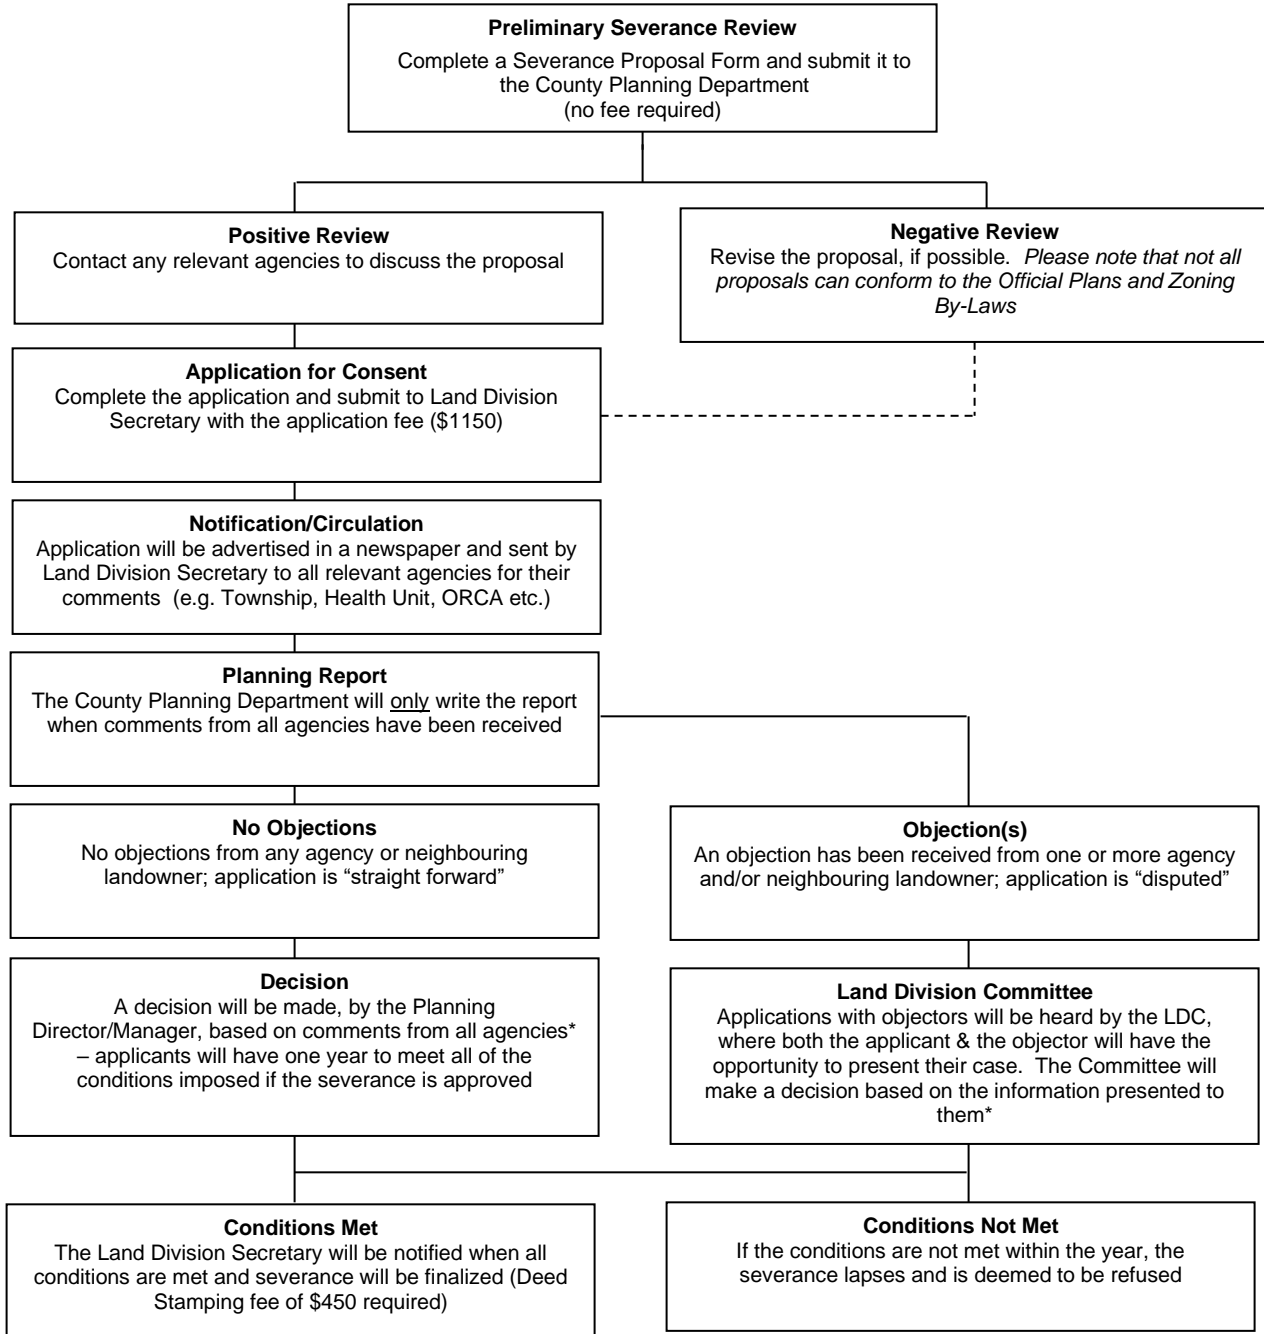 Preliminary Severance Review
Complete a Severance Proposal Form and submit it to
the County Planning Department
(no fee required)
Positive Review
Contact any relevant agencies to discuss the proposal
Negative Review
Revise the proposal, if possible. Please note that not all
proposals can conform to the Official Plans and Zoning
By-Laws
Application for Consent
Complete the application and submit to Land Division
Secretary with the application fee ($1150)
Notification/Circulation
Application will be advertised in a newspaper and sent by
Land Division Secretary to all relevant agencies for their
comments (e.g. Township, Health Unit, ORCA etc.)
Planning Report
The County Planning Department will only write the report
when comments from all agencies have been received
No Objections
No objections from any agency or neighbouring
landowner; application is “straight forward”
Objection(s)
An objection has been received from one or more agency
and/or neighbouring landowner; application is “disputed”
Decision
A decision will be made, by the Planning
Director/Manager, based on comments from all agencies*
– applicants will have one year to meet all of the
conditions imposed if the severance is approved
Land Division Committee
Applications with objectors will be heard by the LDC,
where both the applicant & the objector will have the
opportunity to present their case. The Committee will
make a decision based on the information presented to
them*
Conditions Met
The Land Division Secretary will be notified when all
conditions are met and severance will be finalized (Deed
Stamping fee of $450 required)
Conditions Not Met
If the conditions are not met within the year, the
severance lapses and is deemed to be refused